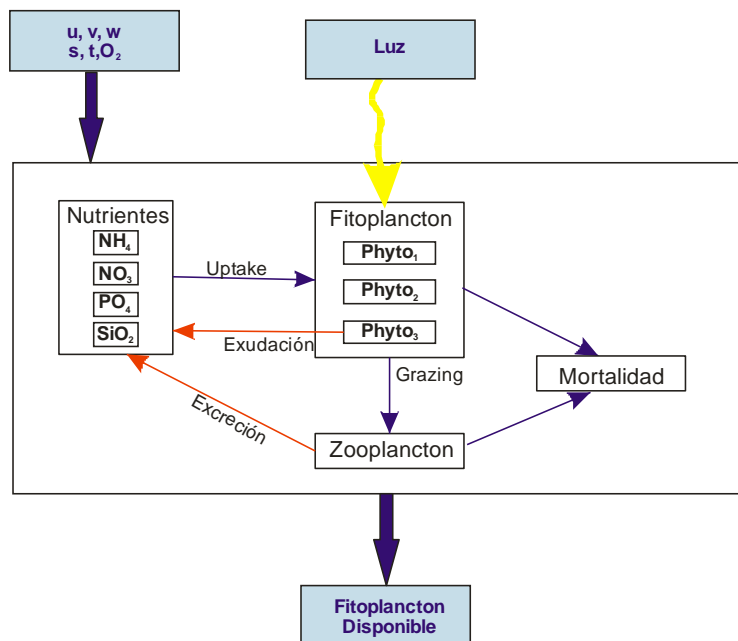 u, v, w
s, t,O₂
Luz
Nutrientes
NH₄
NO₃
PO₄
SiO₂
Uptake
Fitoplancton
Phyto₁
Phyto₂
Phyto₃
Exudación
Grazing
Mortalidad
Excreción
Zooplancton
Fitoplancton
Disponible